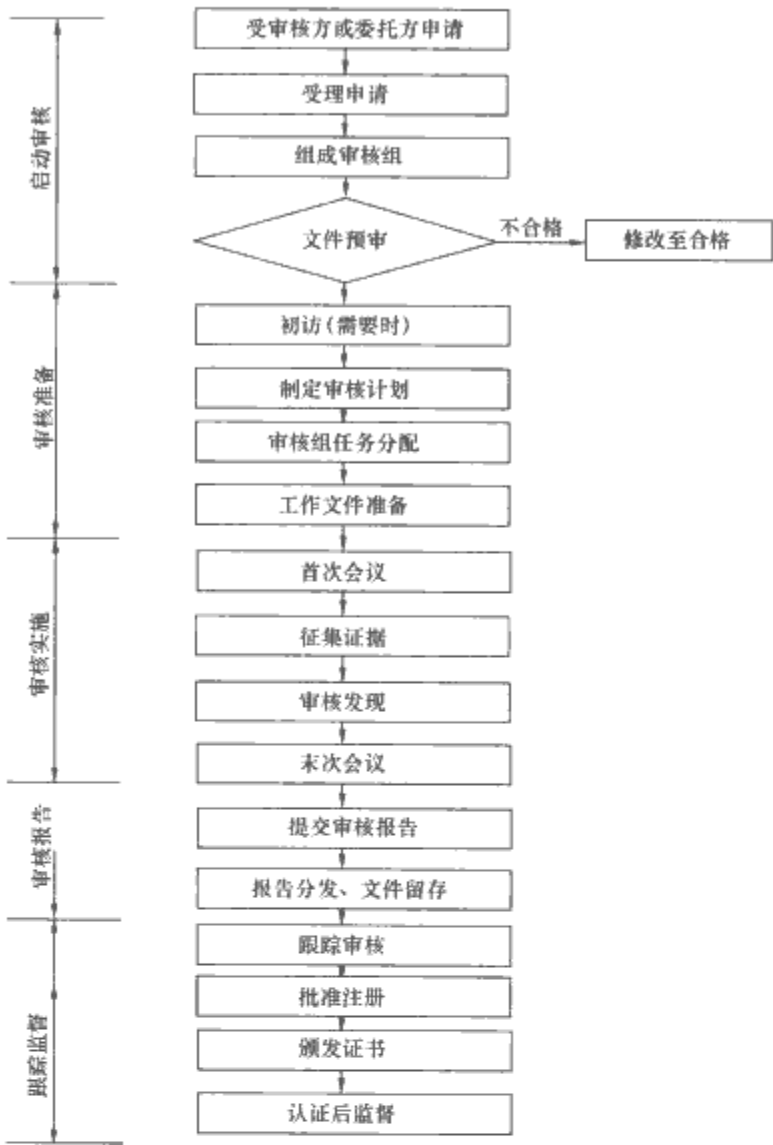 受审核方或委托方申请
受理申请
组成审核组
文件预审
不合格
修改至合格
启动审核
初访(需要时)
制定审核计划
审核组任务分配
工作文件准备
审核准备
首次会议
征集证据
审核发现
末次会议
审核实施
提交审核报告
报告分发、文件留存
审核报告
跟踪审核
批准注册
颁发证书
认证后监督
跟踪监督